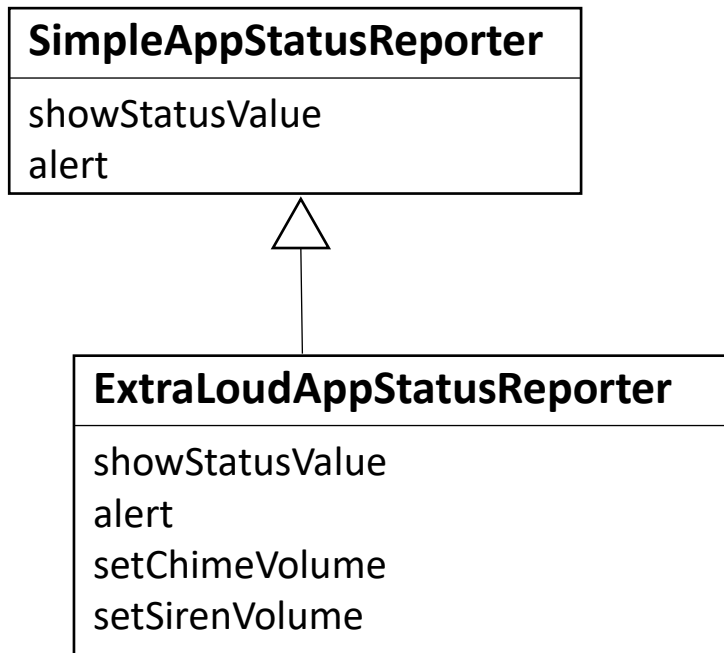 SimpleAppStatusReporter
showStatusValue
alert
ExtraLoudAppStatusReporter
showStatusValue
alert
setChimeVolume
setSirenVolume